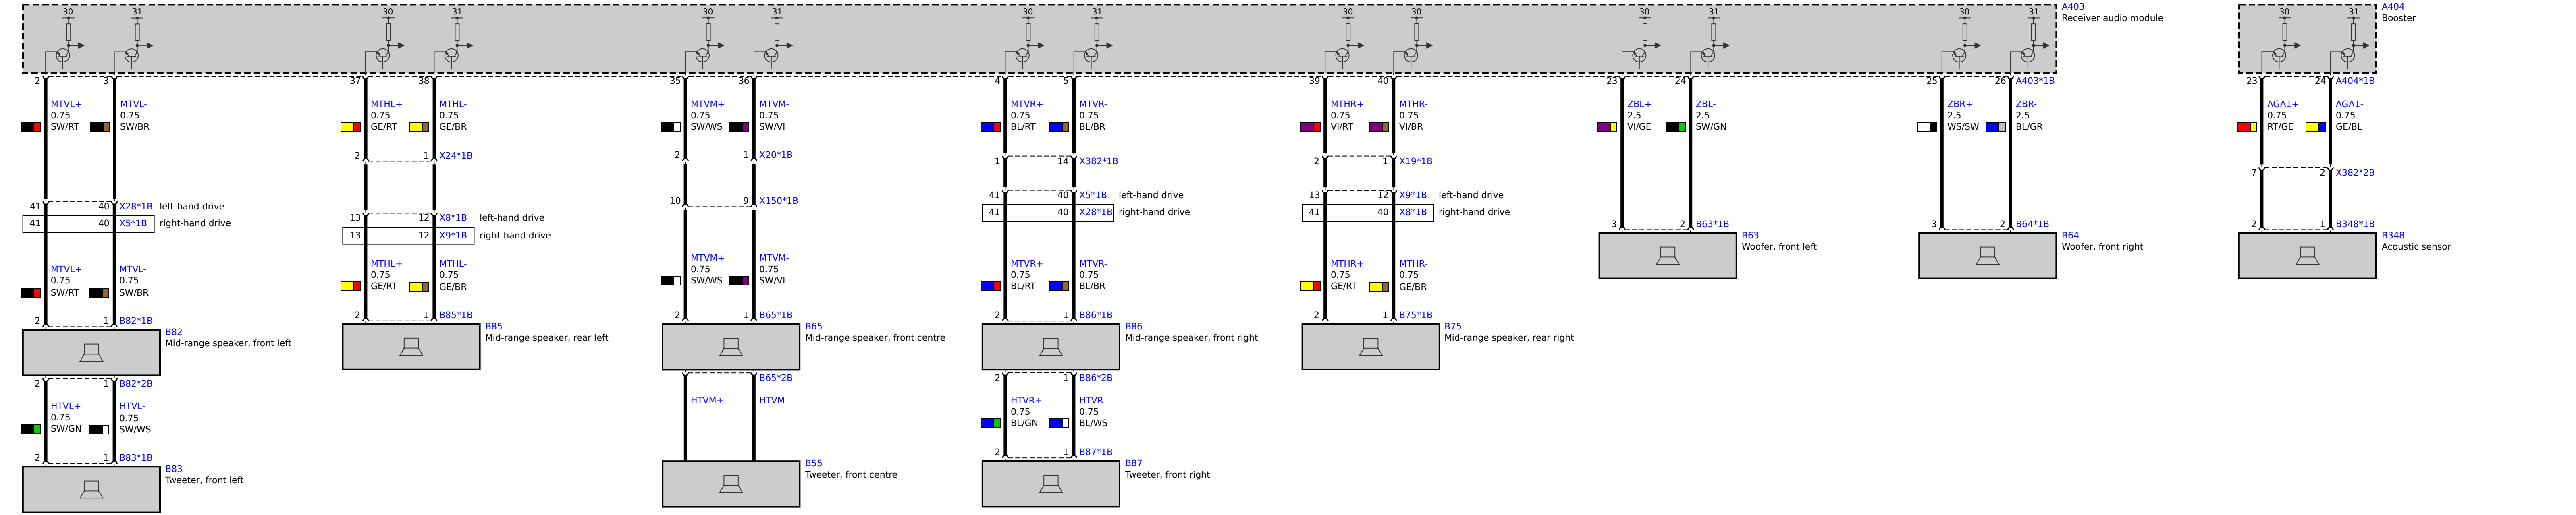 30 31 30 31 30 31 30 31 30 31 30 31 30 31 A403 30 31 A404
Receiver audio module Booster
2 3 37 38 35 36 4 5 39 40 23 24 25 26 A403*1B 23 24 A404*1B
MTVL+ MTVL- MTHL+ MTHL- MTVM+ MTVM- MTVR+ MTVR- MTHR+ MTHR- ZBL+ ZBL- ZBR+ ZBR- AGA1+ AGA1-
0.75 0.75 0.75 0.75 0.75 0.75 0.75 0.75 0.75 0.75 2.5 2.5 2.5 2.5 0.75 0.75
SW/RT SW/BR GE/RT GE/BR SW/WS SW/VI BL/RT BL/BR VI/RT VI/BR VI/GE SW/GN WS/SW BL/GR RT/GE GE/BL
2 1 X24*1B 2 1 X20*1B 1 14 X382*1B 2 1 X19*1B
7 2 X382*2B
41 40 X5*1B left-hand drive 13 12 X9*1B left-hand drive
41 40 X28*1B left-hand drive 10 9 X150*1B
41 40 X28*1B right-hand drive 41 40 X8*1B right-hand drive
13 12 X8*1B left-hand drive
41 40 X5*1B right-hand drive 3 2 B63*1B 3 2 B64*1B 2 1 B348*1B
13 12 X9*1B right-hand drive B63 B64 B348
Woofer, front left Woofer, front right Acoustic sensor
MTVL+ MTVL- MTHL+ MTHL- MTVM+ MTVM- MTVR+ MTVR- MTHR+ MTHR-
0.75 0.75 0.75 0.75 0.75 0.75 0.75 0.75 0.75 0.75
SW/RT SW/BR GE/RT GE/BR SW/WS SW/VI BL/RT BL/BR GE/RT GE/BR
2 1 B82*1B 2 1 B85*1B 2 1 B65*1B 2 1 B86*1B 2 1 B75*1B
B82 B85 B65 B86 B75
Mid-range speaker, front left Mid-range speaker, rear left Mid-range speaker, front centre Mid-range speaker, front right Mid-range speaker, rear right
2 1 B82*2B B65*2B 2 1 B86*2B
HTVL+ HTVL- HTVM+ HTVM- HTVR+ HTVR-
0.75 0.75 0.75 0.75
SW/GN SW/WS BL/GN BL/WS
2 1 B83*1B 2 1 B87*1B
B83 B55 B87
Tweeter, front left Tweeter, front centre Tweeter, front right